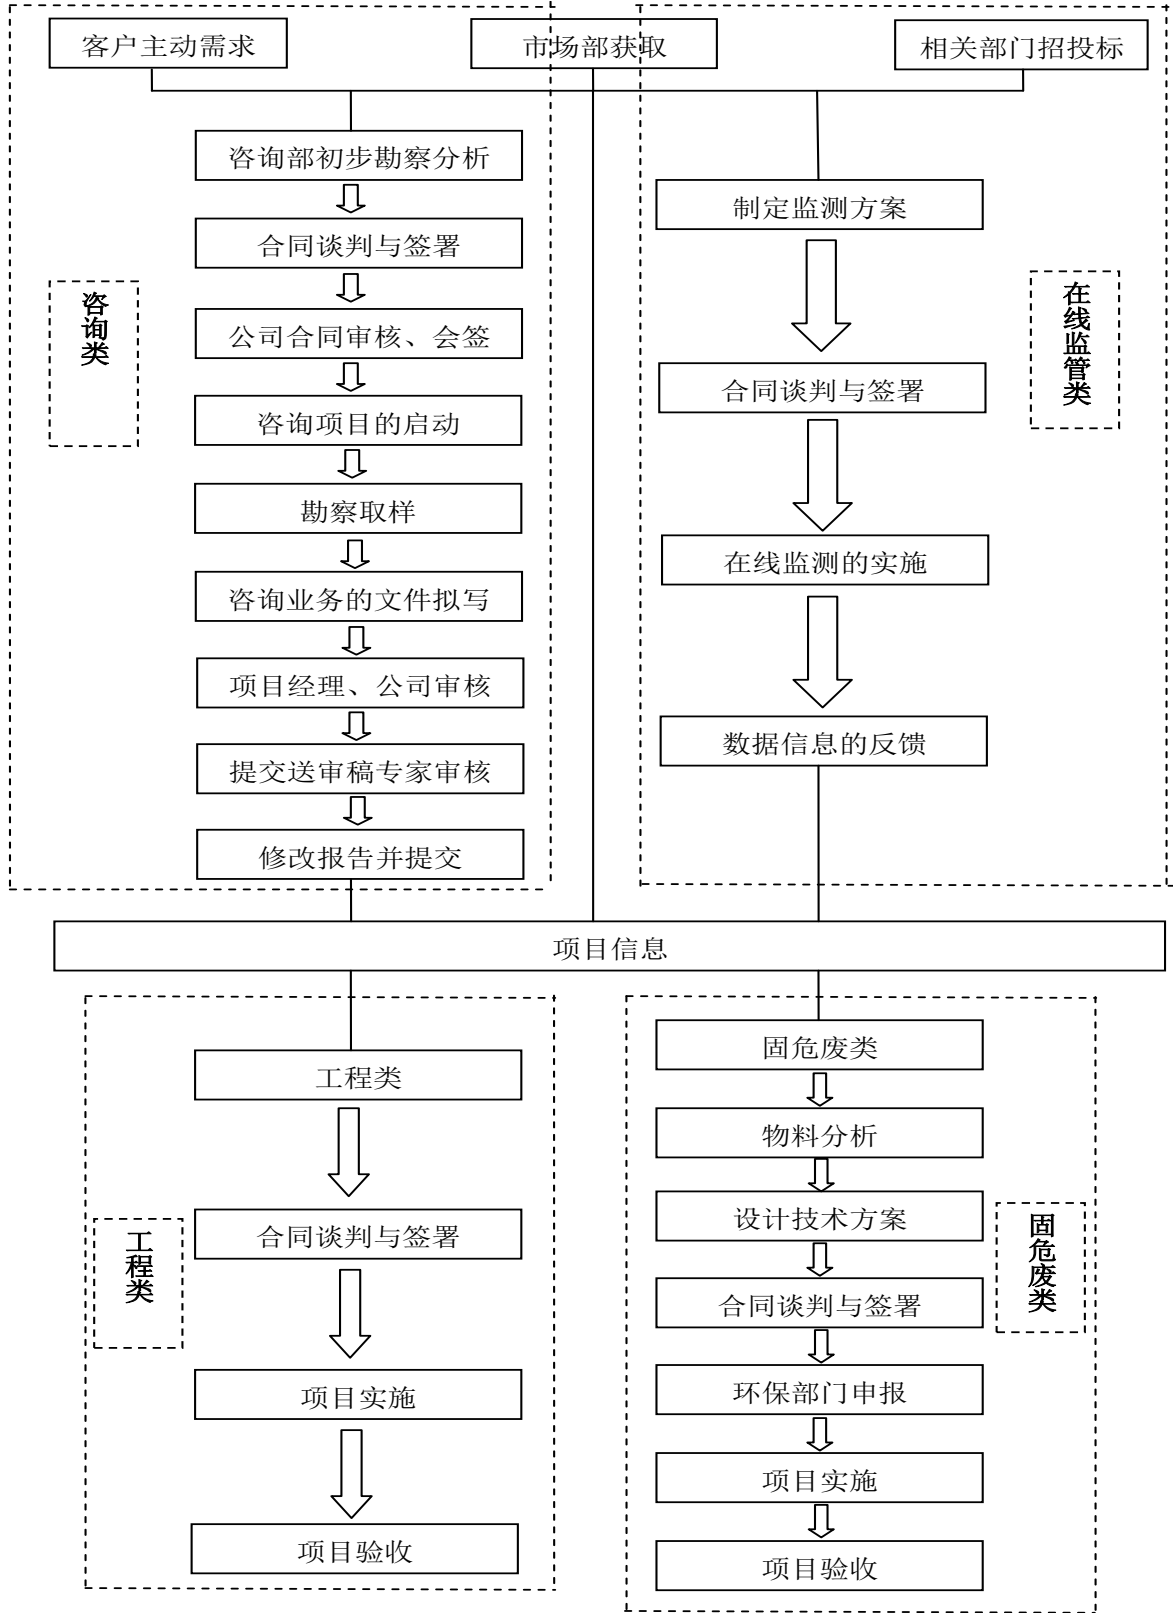 客户主动需求
市场部获取
相关部门招投标
咨询类
咨询部初步勘察分析
合同谈判与签署
公司合同审核、会签
咨询项目的启动
勘察取样
咨询业务的文件拟写
项目经理、公司审核
提交送审稿专家审核
修改报告并提交
制定监测方案
合同谈判与签署
在线监测的实施
数据信息的反馈
在线监管类
项目信息
工程类
工程类
合同谈判与签署
项目实施
项目验收
固危废类
物料分析
设计技术方案
合同谈判与签署
环保部门申报
项目实施
项目验收
固危废类